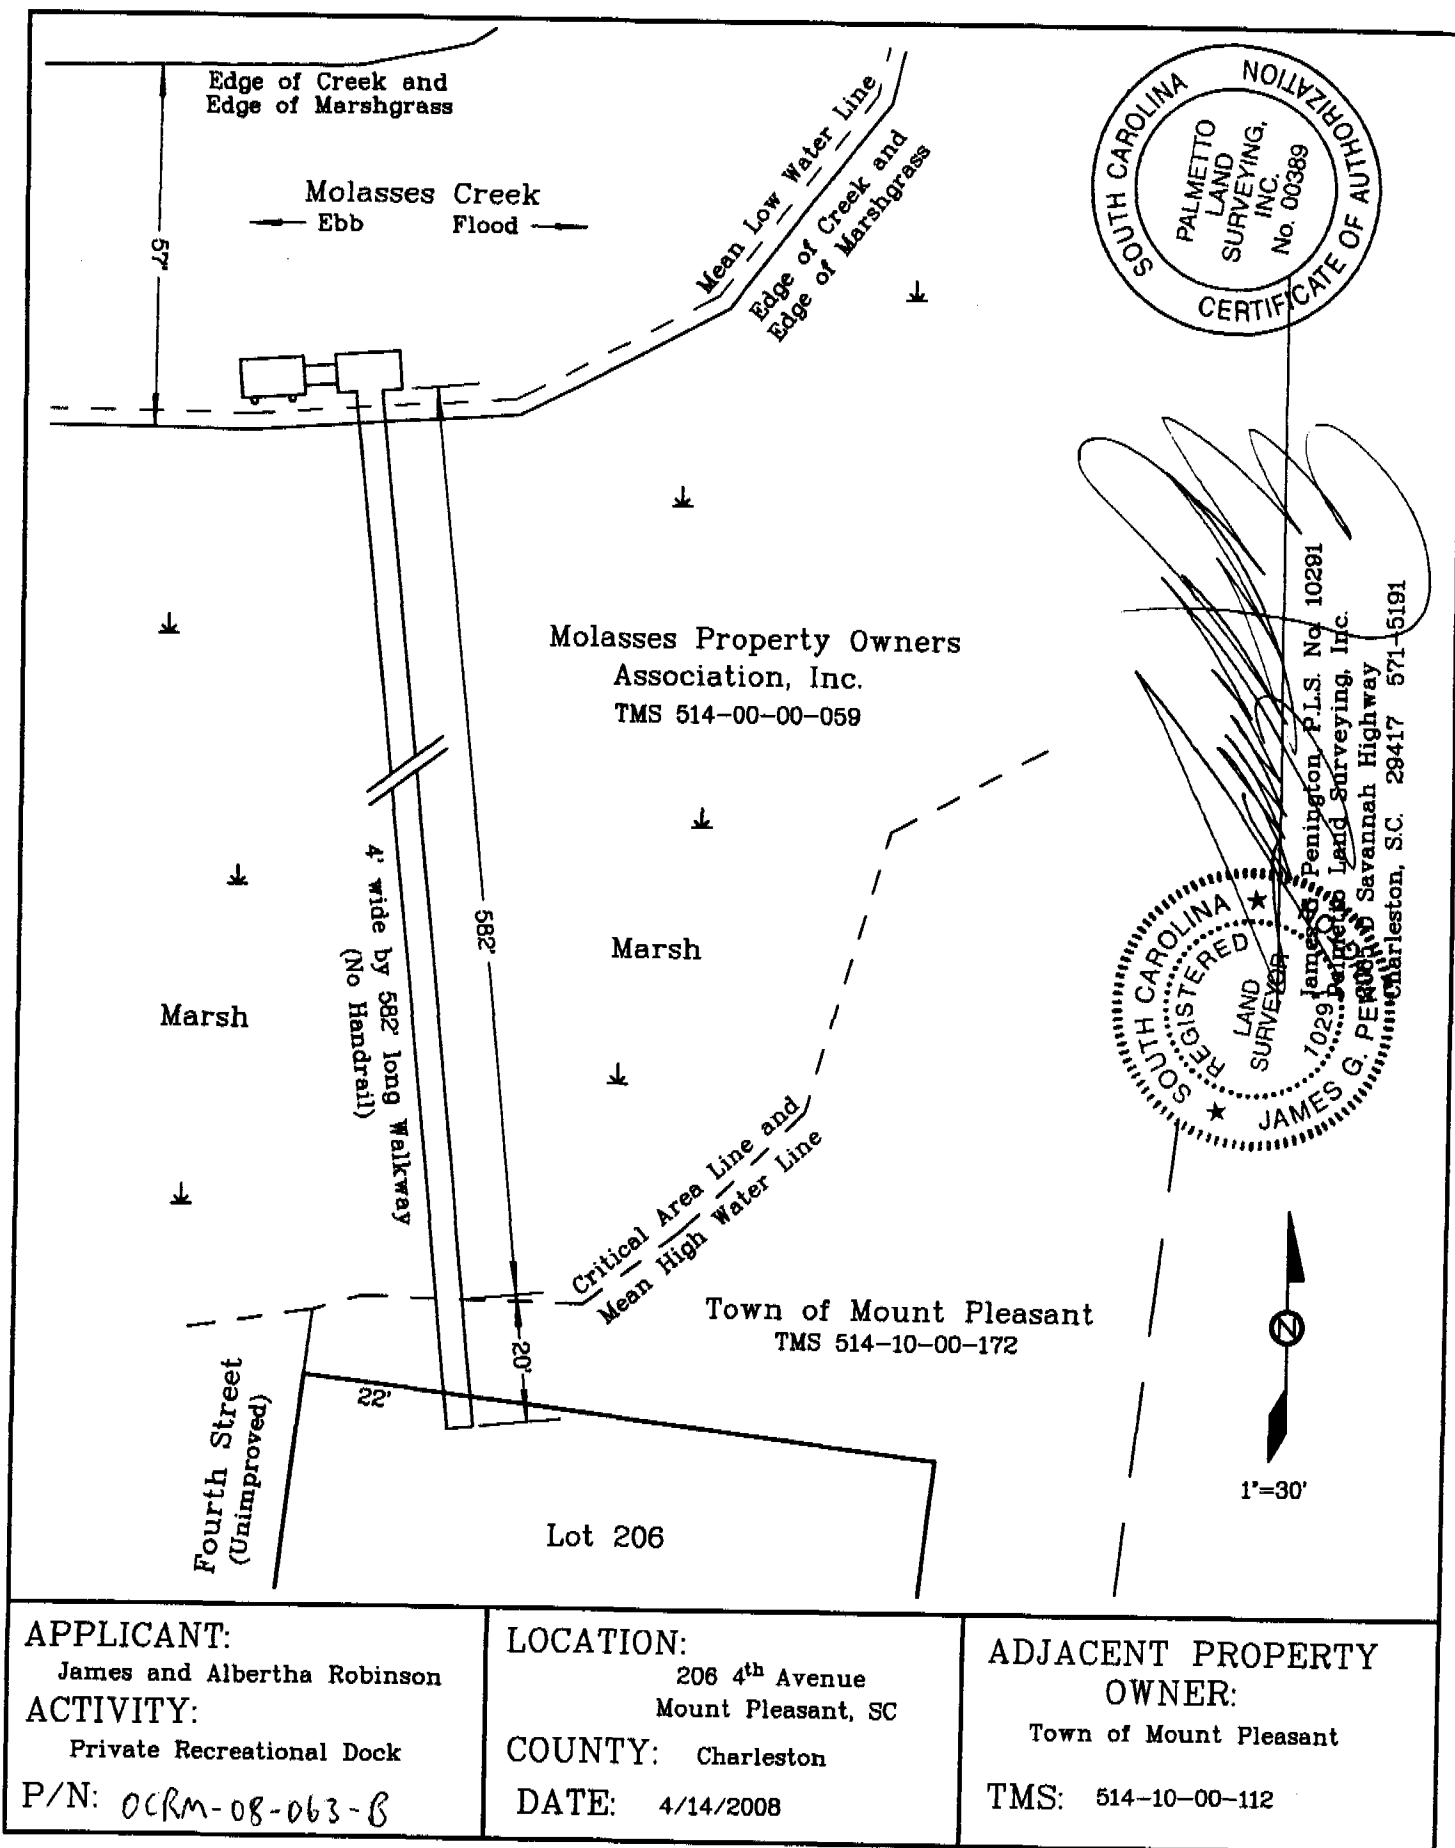 Edge of Creek and
Edge of Marshgrass
Molasses Creek
Ebb Flood
57'
Mean Low Water Line
Edge of Creek and
Edge of Marshgrass
SOUTH CAROLINA
CERTIFICATE OF AUTHORIZATION
PALMETTO
LAND
SURVEYING,
INC.
No. 00389
Molasses Property Owners
Association, Inc.
TMS 514-00-00-059
582'
4' wide by 582' long Walkway
(No Handrail)
Marsh
Marsh
James G. Penington, P.L.S. No. 10291
Palmetto Land Surveying, Inc.
Savannah Highway
Charleston, S.C. 29417 571-5191
SOUTH CAROLINA
REGISTERED
LAND
SURVEYOR
JAMES G.
Critical Area Line and
Mean High Water Line
Town of Mount Pleasant
TMS 514-10-00-172
20'
22'
Fourth Street
(Unimproved)
Lot 206
N
1"=30'
APPLICANT:
James and Albertha Robinson
ACTIVITY:
Private Recreational Dock
P/N: OCRM-08-063-B
LOCATION:
206 4th Avenue
Mount Pleasant, SC
COUNTY: Charleston
DATE: 4/14/2008
ADJACENT PROPERTY
OWNER:
Town of Mount Pleasant
TMS: 514-10-00-112